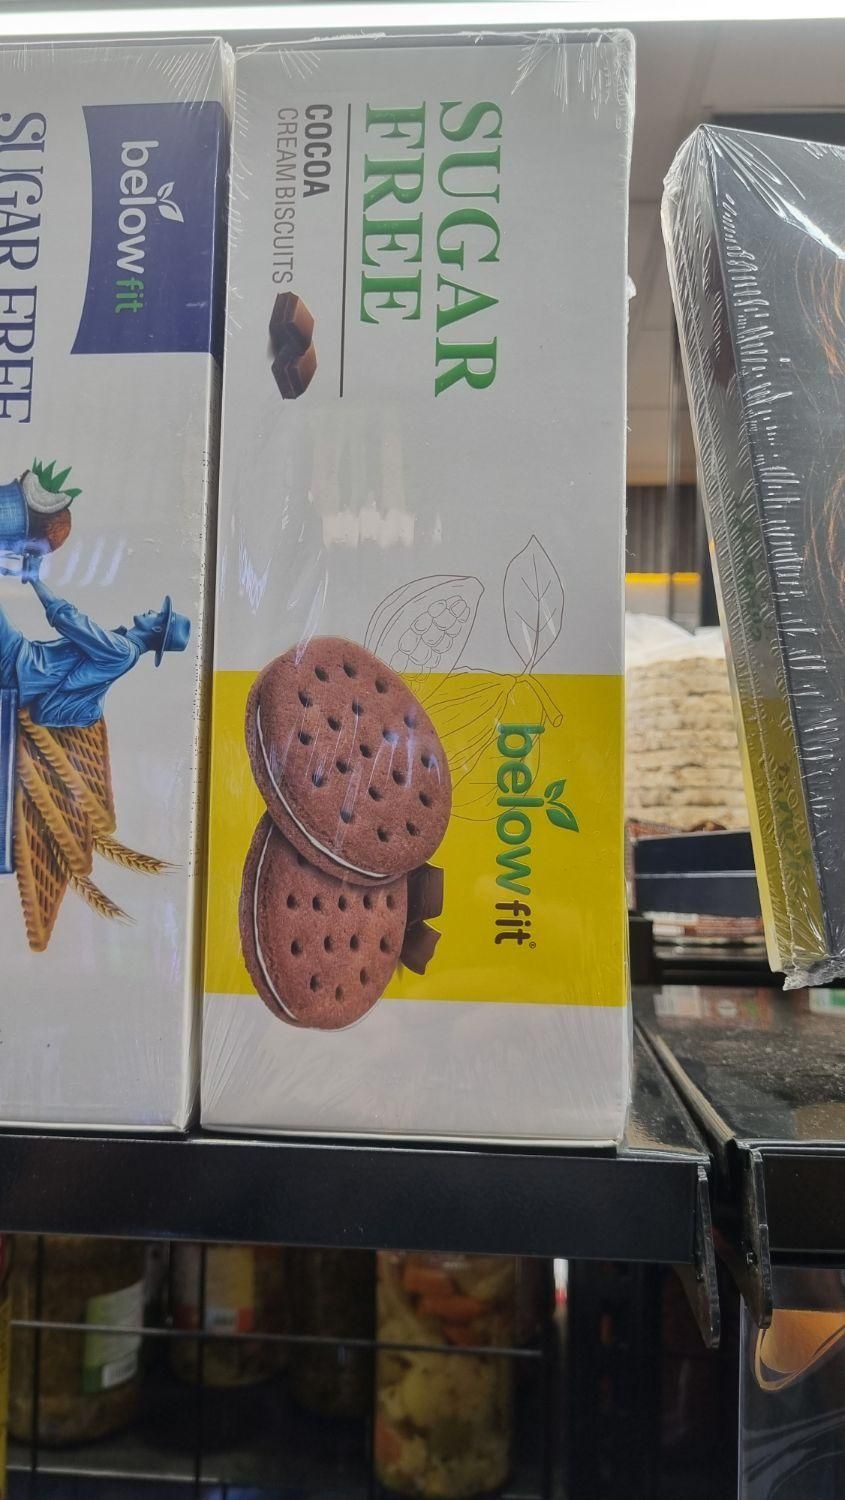 below fit
SUGAR FREE
SUGAR
FREE
COCOA
CREAM BISCUITS
below fit®